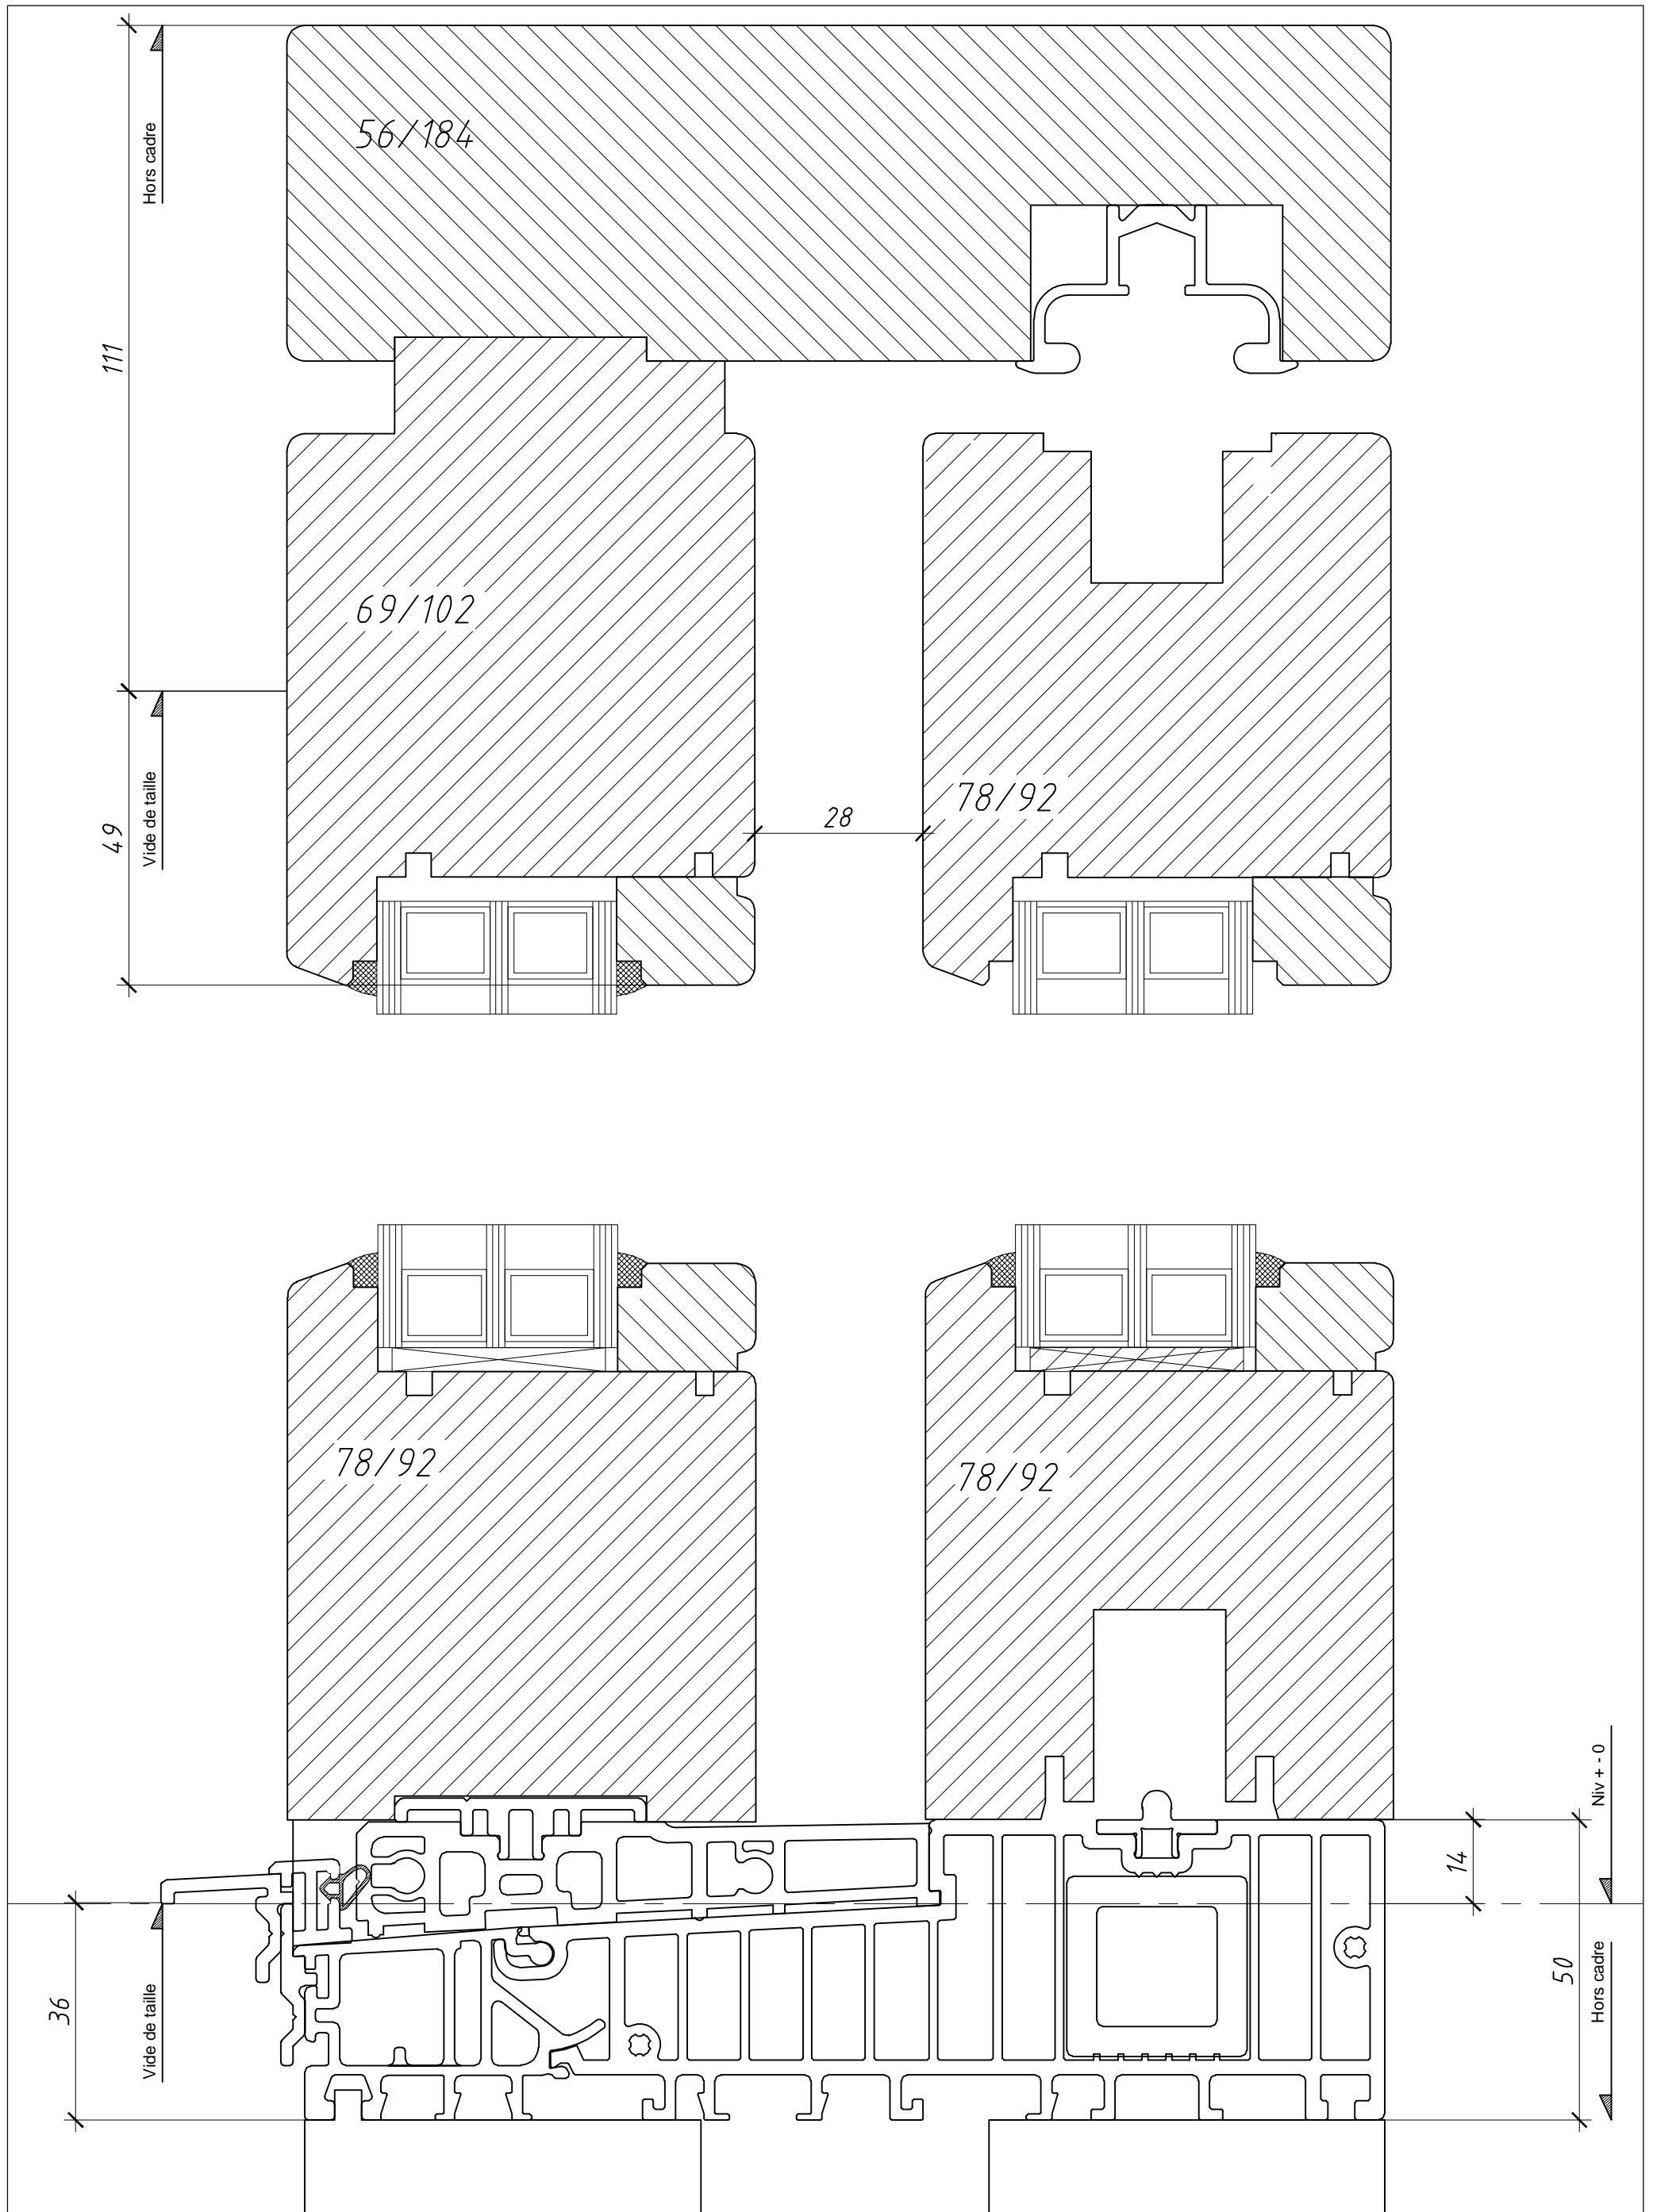 Hors cadre
56/184
111
69/102
Vide de taille
49
28
78/92
78/92
78/92
Niv + - 0
14
36
Vide de taille
50
Hors cadre